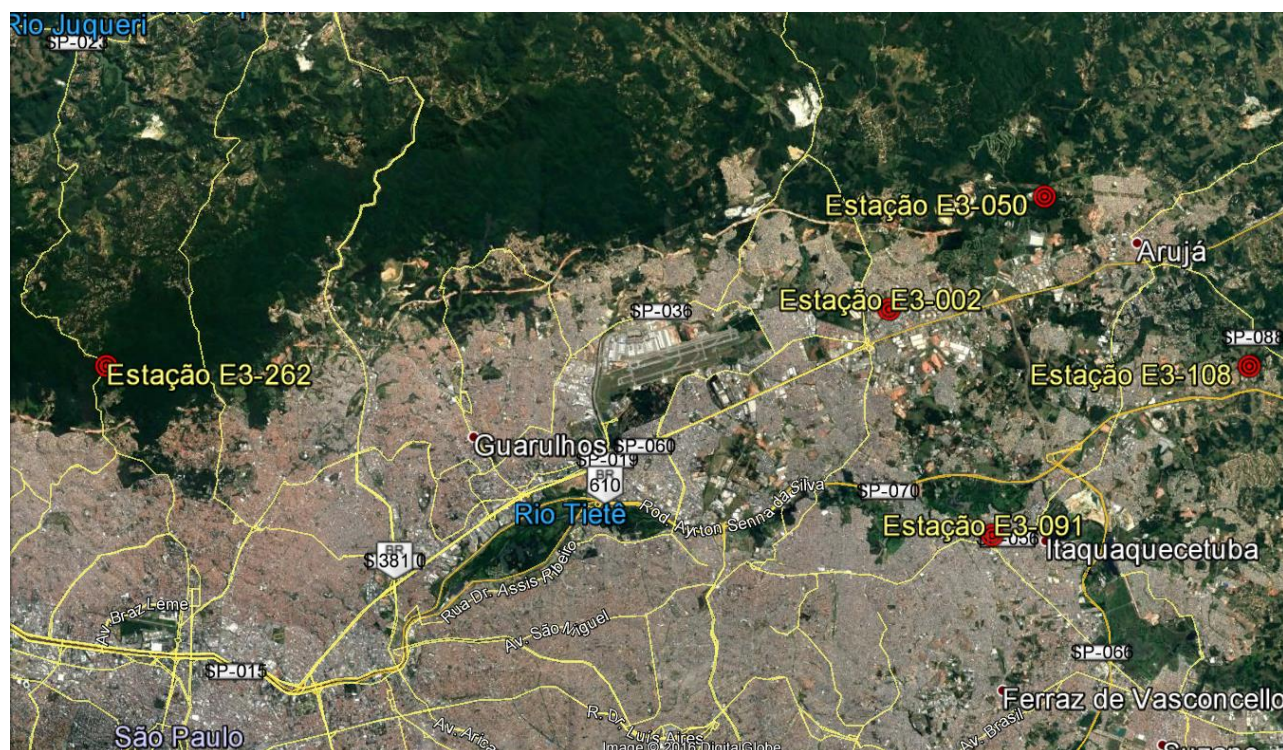 Rio Juqueri
SP-023
Estação E3-050
Arujá
Estação E3-002
SP-036
SP-088
Estação E3-262
Estação E3-108
Guarulhos
SP-060
SP-019
BR
610
SP-070
Rod. Ayrton Senna da Silva
Rio Tietê
Estação E3-091
Itaquaquecetuba
BR
381
Rua Dr. Assis Ribeiro
Av. Braz Leme
Av. São Miguel
SP-015
SP-066
Ferraz de Vasconcello
R. Dr. Luís Aires
Av. Brasil
São Paulo
Image © 2016 DigitalGlobe